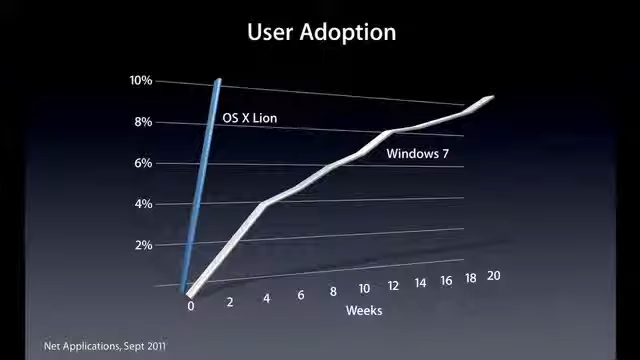 User Adoption
10%
8%
OS X Lion
Windows 7
6%
4%
2%
0 2 4 6 8 10 12 14 16 18 20
Weeks
Net Applications, Sept 2011